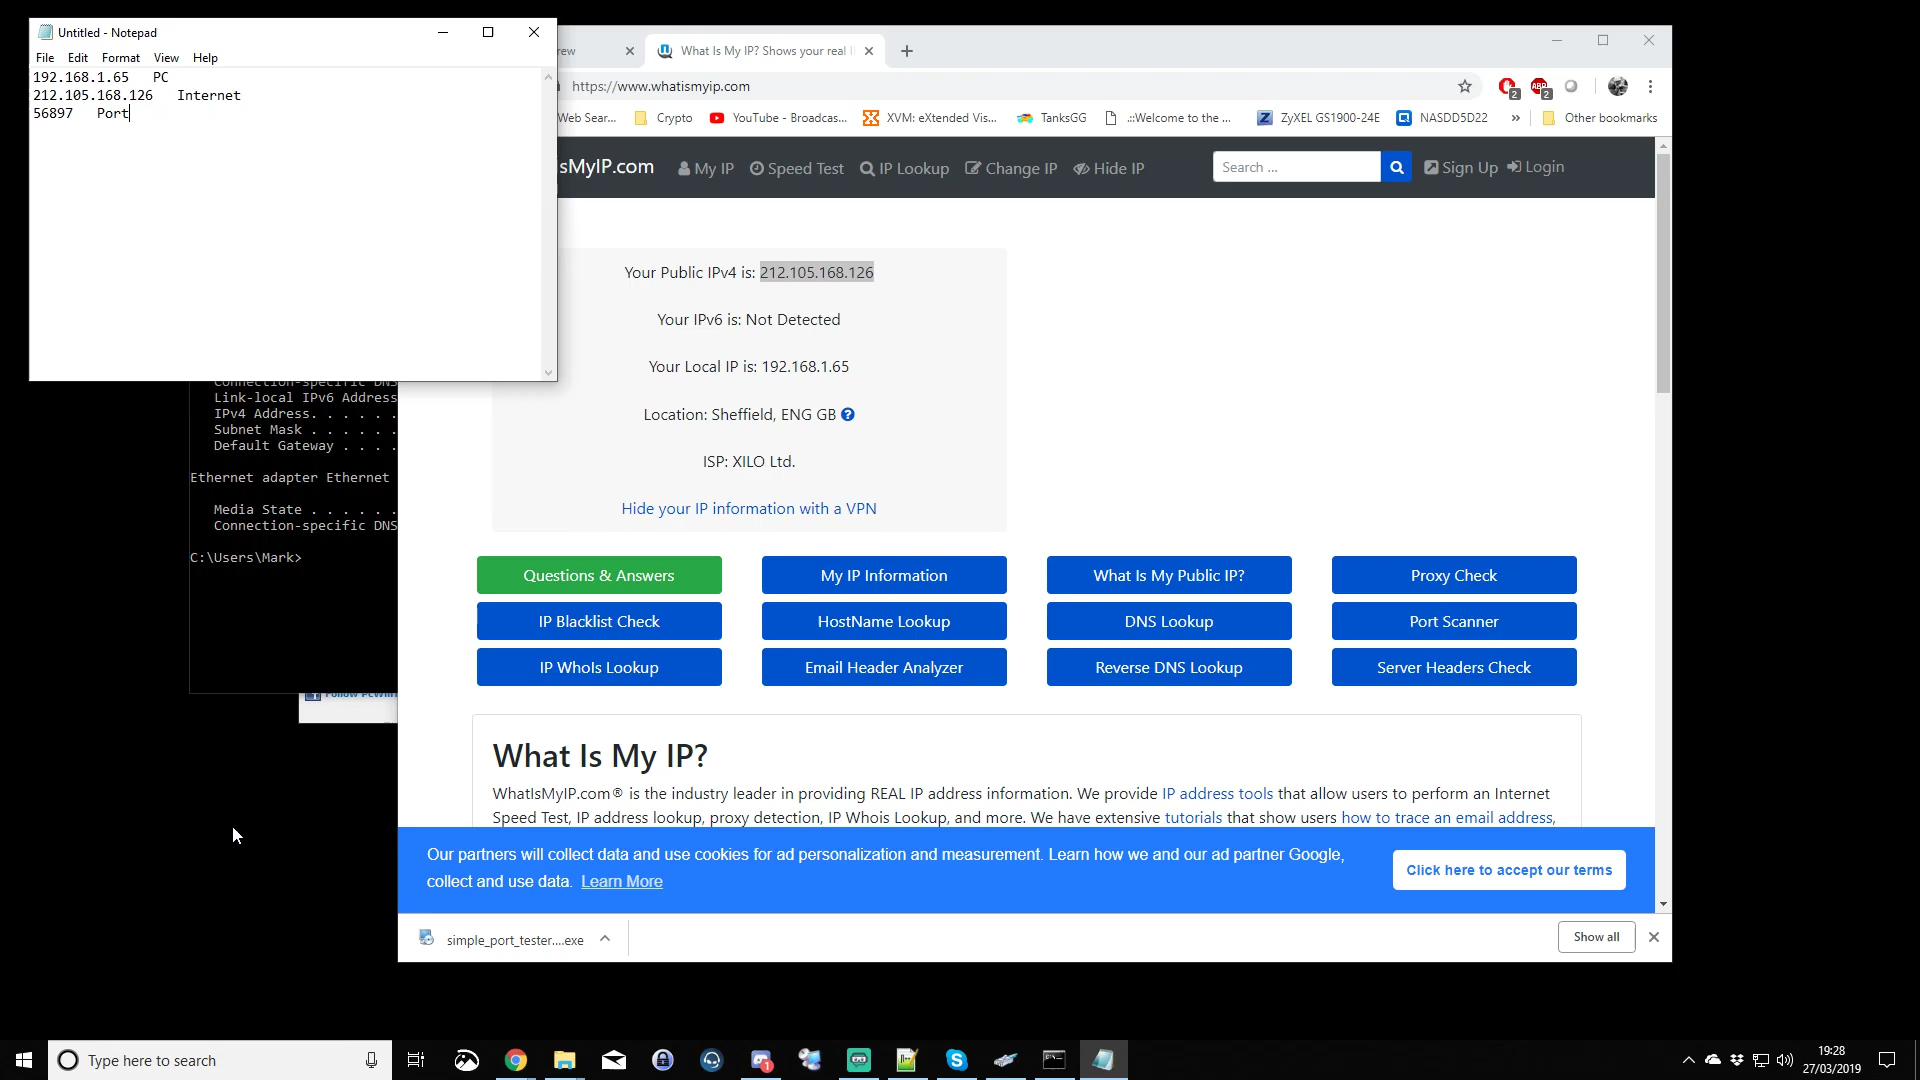 Untitled - Notepad
File Edit Format View Help
192.168.1.65   PC
212.105.168.126   Internet
56897   Port
What Is My IP? Shows your real
https://www.whatismyip.com
2
ABP
2
Web Sear...
Crypto
YouTube - Broadcas...
XVM: eXtended Vis...
TanksGG
.::Welcome to the ...
ZyXEL GS1900-24E
NASDD5D22
»
Other bookmarks
sMyIP.com
My IP
Speed Test
IP Lookup
Change IP
Hide IP
Search ...
Sign Up
Login
Your Public IPv4 is: 212.105.168.126
Your IPv6 is: Not Detected
Your Local IP is: 192.168.1.65
Location: Sheffield, ENG GB
ISP: XILO Ltd.
Hide your IP information with a VPN
Connection-specific DNS
Link-local IPv6 Address
IPv4 Address. . . . . .
Subnet Mask . . . . . .
Default Gateway . . . .
Ethernet adapter Ethernet
Media State . . . . . .
Connection-specific DNS
C:\Users\Mark>
Questions & Answers
My IP Information
What Is My Public IP?
Proxy Check
IP Blacklist Check
HostName Lookup
DNS Lookup
Port Scanner
IP WhoIs Lookup
Email Header Analyzer
Reverse DNS Lookup
Server Headers Check
What Is My IP?
WhatIsMyIP.com® is the industry leader in providing REAL IP address information. We provide IP address tools that allow users to perform an Internet
Speed Test, IP address lookup, proxy detection, IP Whois Lookup, and more. We have extensive tutorials that show users how to trace an email address,
Our partners will collect data and use cookies for ad personalization and measurement. Learn how we and our ad partner Google,
collect and use data. Learn More
Click here to accept our terms
simple_port_tester....exe
Show all
Type here to search
1
19:28
27/03/2019